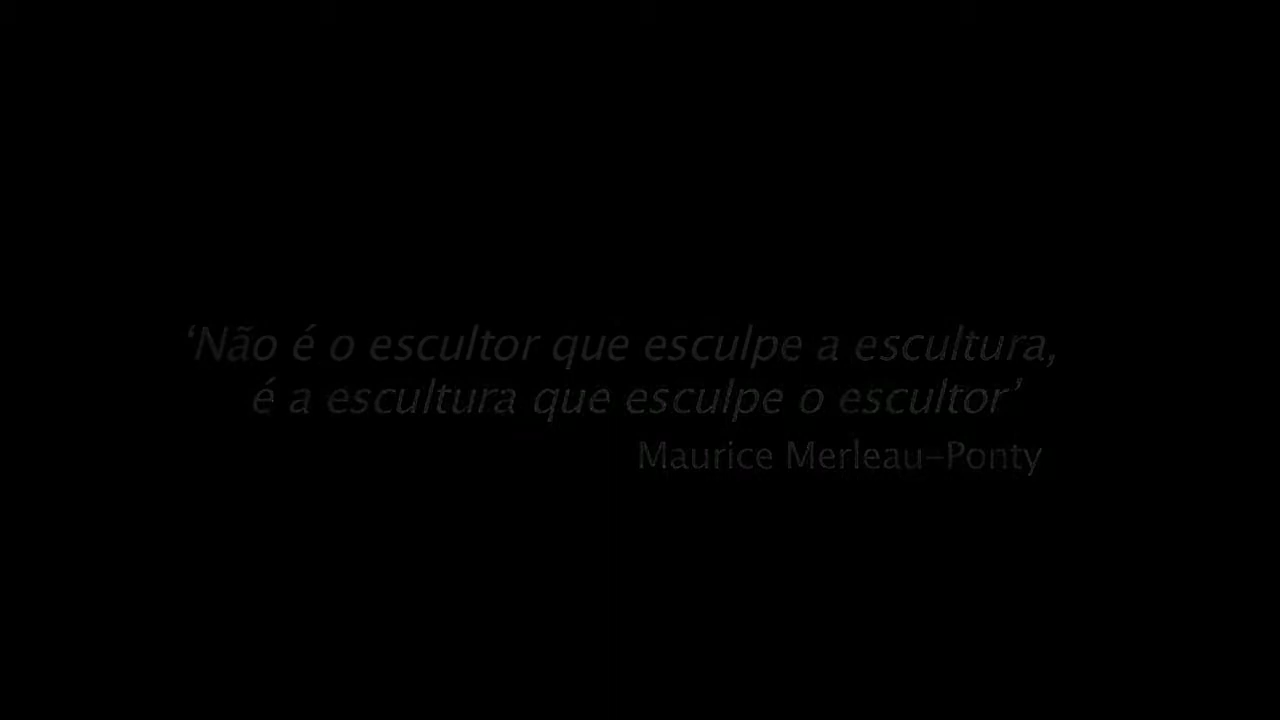 ‘Não é o escultor que esculpe a escultura,
é a escultura que esculpe o escultor’
Maurice Merleau-Ponty